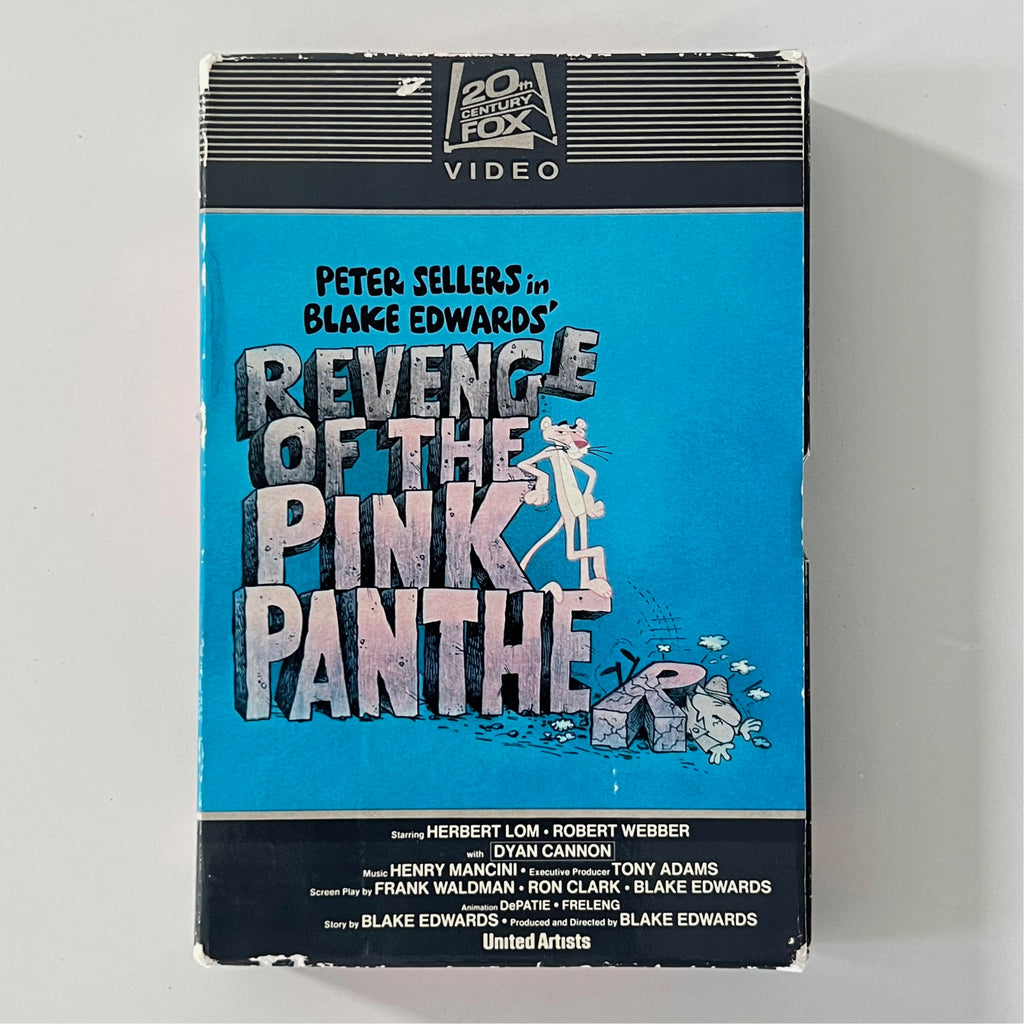 20th
CENTURY
FOX
VIDEO
PETER SELLERS in
BLAKE EDWARDS'
REVENGE
OF THE
PINK
PANTHER
Starring HERBERT LOM • ROBERT WEBBER
with DYAN CANNON
Music HENRY MANCINI • Executive Producer TONY ADAMS
Screen Play by FRANK WALDMAN • RON CLARK • BLAKE EDWARDS
Animation DePATIE • FRELENG
Story by BLAKE EDWARDS • Produced and Directed by BLAKE EDWARDS
United Artists